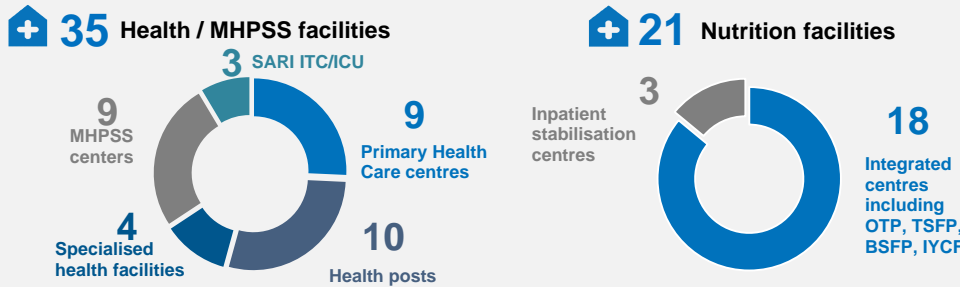 35 Health / MHPSS facilities
3 SARI ITC/ICU
9
MHPSS
centers
9
Primary Health
Care centres
4
Specialised
health facilities
10
Health posts
21 Nutrition facilities
3
Inpatient
stabilisation
centres
18
Integrated
centres
including
OTP, TSFP,
BSFP,